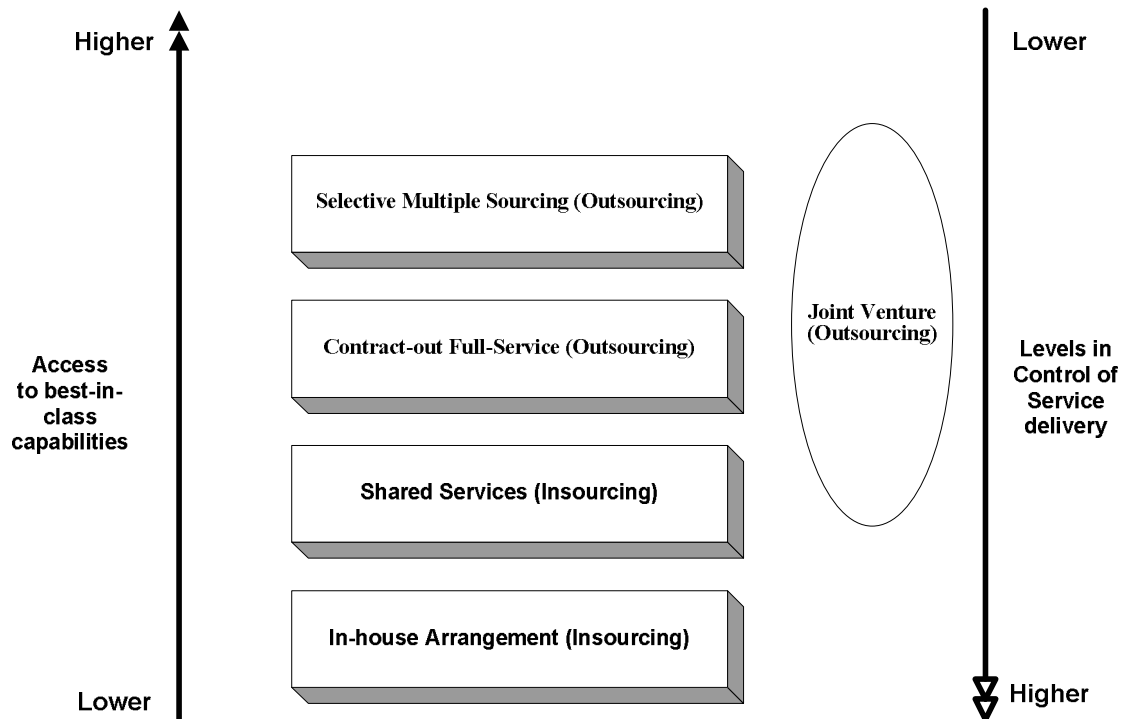 Higher
Lower
Selective Multiple Sourcing (Outsourcing)
Joint Venture
(Outsourcing)
Contract-out Full-Service (Outsourcing)
Access
to best-in-
class
capabilities
Levels in
Control of
Service
delivery
Shared Services (Insourcing)
In-house Arrangement (Insourcing)
Lower
Higher